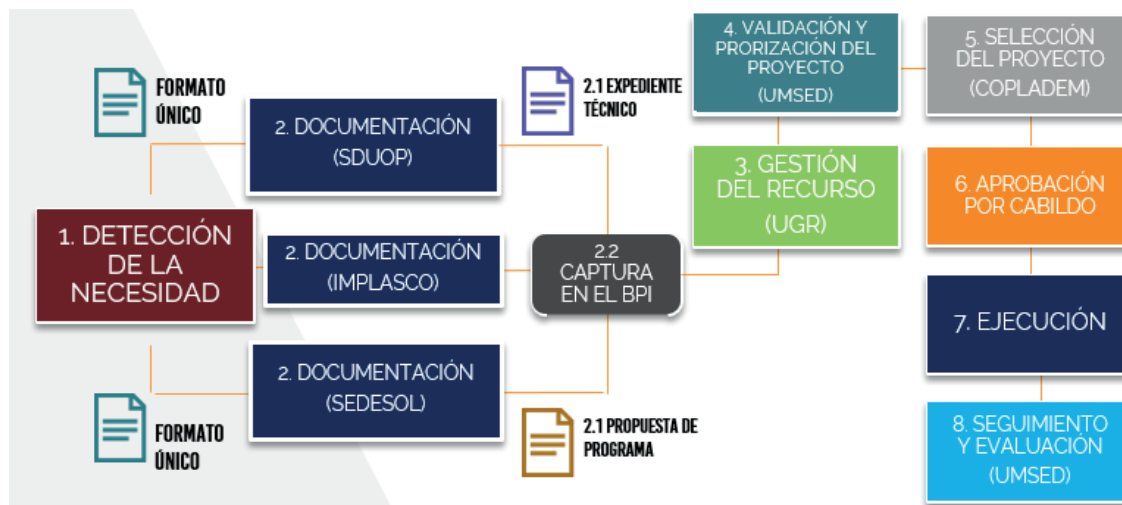 FORMATO
ÚNICO
2. DOCUMENTACIÓN
(SDUOP)
2.1 EXPEDIENTE
TÉCNICO
4. VALIDACIÓN Y
PRORIZACIÓN DEL
PROYECTO
(UMSED)
5. SELECCIÓN
DEL PROYECTO
(COPLADEM)
1. DETECCIÓN
DE LA
NECESIDAD
2. DOCUMENTACIÓN
(IMPLASCO)
2.2
CAPTURA
EN EL BPI
3. GESTIÓN
DEL RECURSO
(UGR)
6. APROBACIÓN
POR CABILDO
7. EJECUCIÓN
2. DOCUMENTACIÓN
(SEDESOL)
FORMATO
ÚNICO
2.1 PROPUESTA DE
PROGRAMA
8. SEGUIMIENTO
Y EVALUACIÓN
(UMSED)